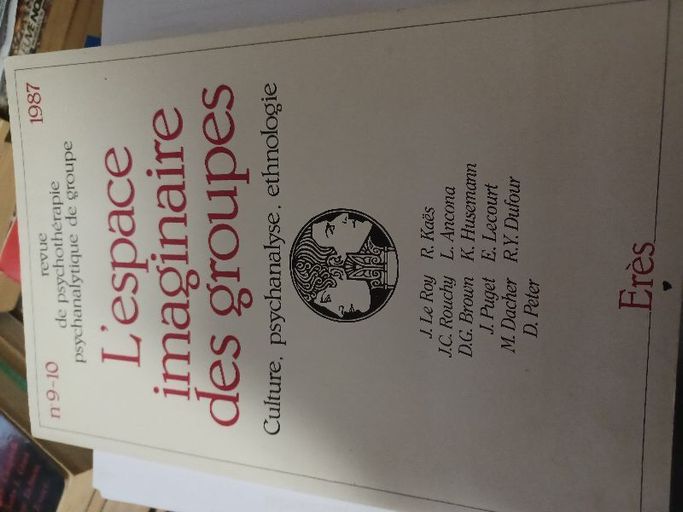 n° 9-10
revue
de psychothérapie
psychanalytique de groupe
1987
L'espace
imaginaire
des groupes
Culture, psychanalyse, ethnologie
J. Le Roy R. Kaës
J.C. Rouchy L. Ancona
D.G. Brown K. Husemann
J. Puget E. Lecourt
M. Dacher R.Y. Dufour
D. Peter
Erès